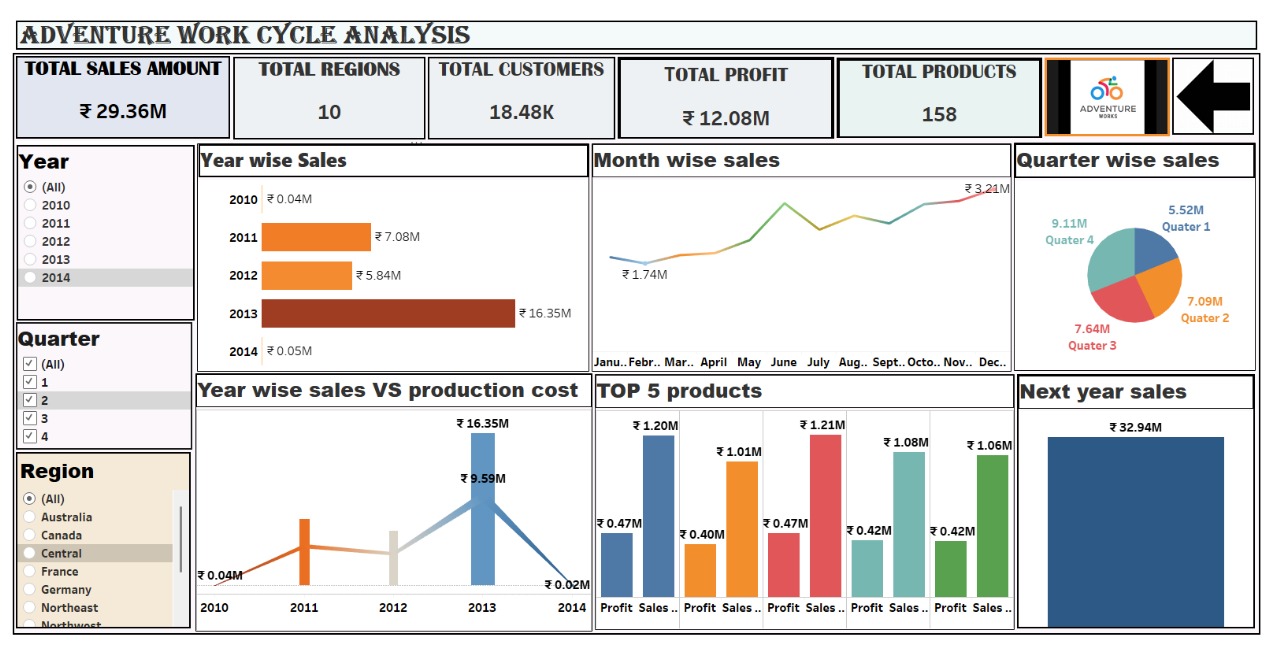 ADVENTURE WORK CYCLE ANALYSIS
TOTAL SALES AMOUNT
₹ 29.36M
TOTAL REGIONS
10
TOTAL CUSTOMERS
18.48K
TOTAL PROFIT
₹ 12.08M
TOTAL PRODUCTS
158
ADVENTURE
WORKS
Year
(All)
2010
2011
2012
2013
2014
Quarter
(All)
1
2
3
4
Region
(All)
Australia
Canada
Central
France
Germany
Northeast
Northwest
Year wise Sales
2010 ₹ 0.04M
2011 ₹ 7.08M
2012 ₹ 5.84M
2013 ₹ 16.35M
2014 ₹ 0.05M
Month wise sales
₹ 3.21M
₹ 1.74M
Janu.. Febr.. Mar.. April May June July Aug.. Sept.. Octo.. Nov.. Dec..
Quarter wise sales
5.52M
Quater 1
9.11M
Quater 4
7.09M
Quater 2
7.64M
Quater 3
Year wise sales VS production cost
₹ 16.35M
₹ 9.59M
₹ 0.04M
₹ 0.02M
2010 2011 2012 2013 2014
TOP 5 products
₹ 0.47M ₹ 1.20M ₹ 0.40M ₹ 1.01M ₹ 0.47M ₹ 1.21M ₹ 0.42M ₹ 1.08M ₹ 0.42M ₹ 1.06M
Profit Sales .. Profit Sales .. Profit Sales .. Profit Sales .. Profit Sales ..
Next year sales
₹ 32.94M